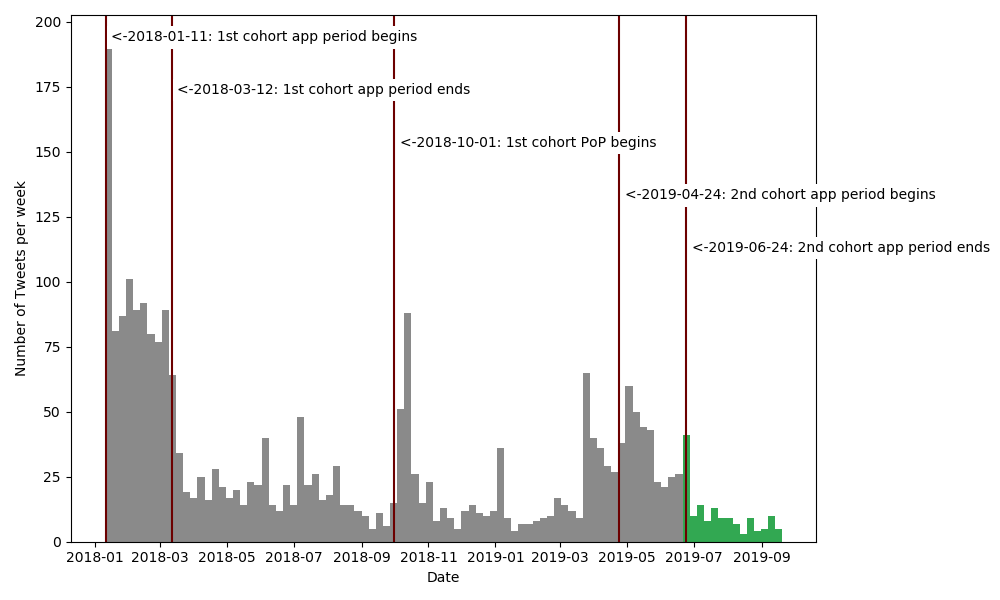 200
<-2018-01-11: 1st cohort app period begins
175
<-2018-03-12: 1st cohort app period ends
150
<-2018-10-01: 1st cohort PoP begins
125
<-2019-04-24: 2nd cohort app period begins
<-2019-06-24: 2nd cohort app period ends
100
75
50
25
0
Number of Tweets per week
2018-01 2018-03 2018-05 2018-07 2018-09 2018-11 2019-01 2019-03 2019-05 2019-07 2019-09
Date